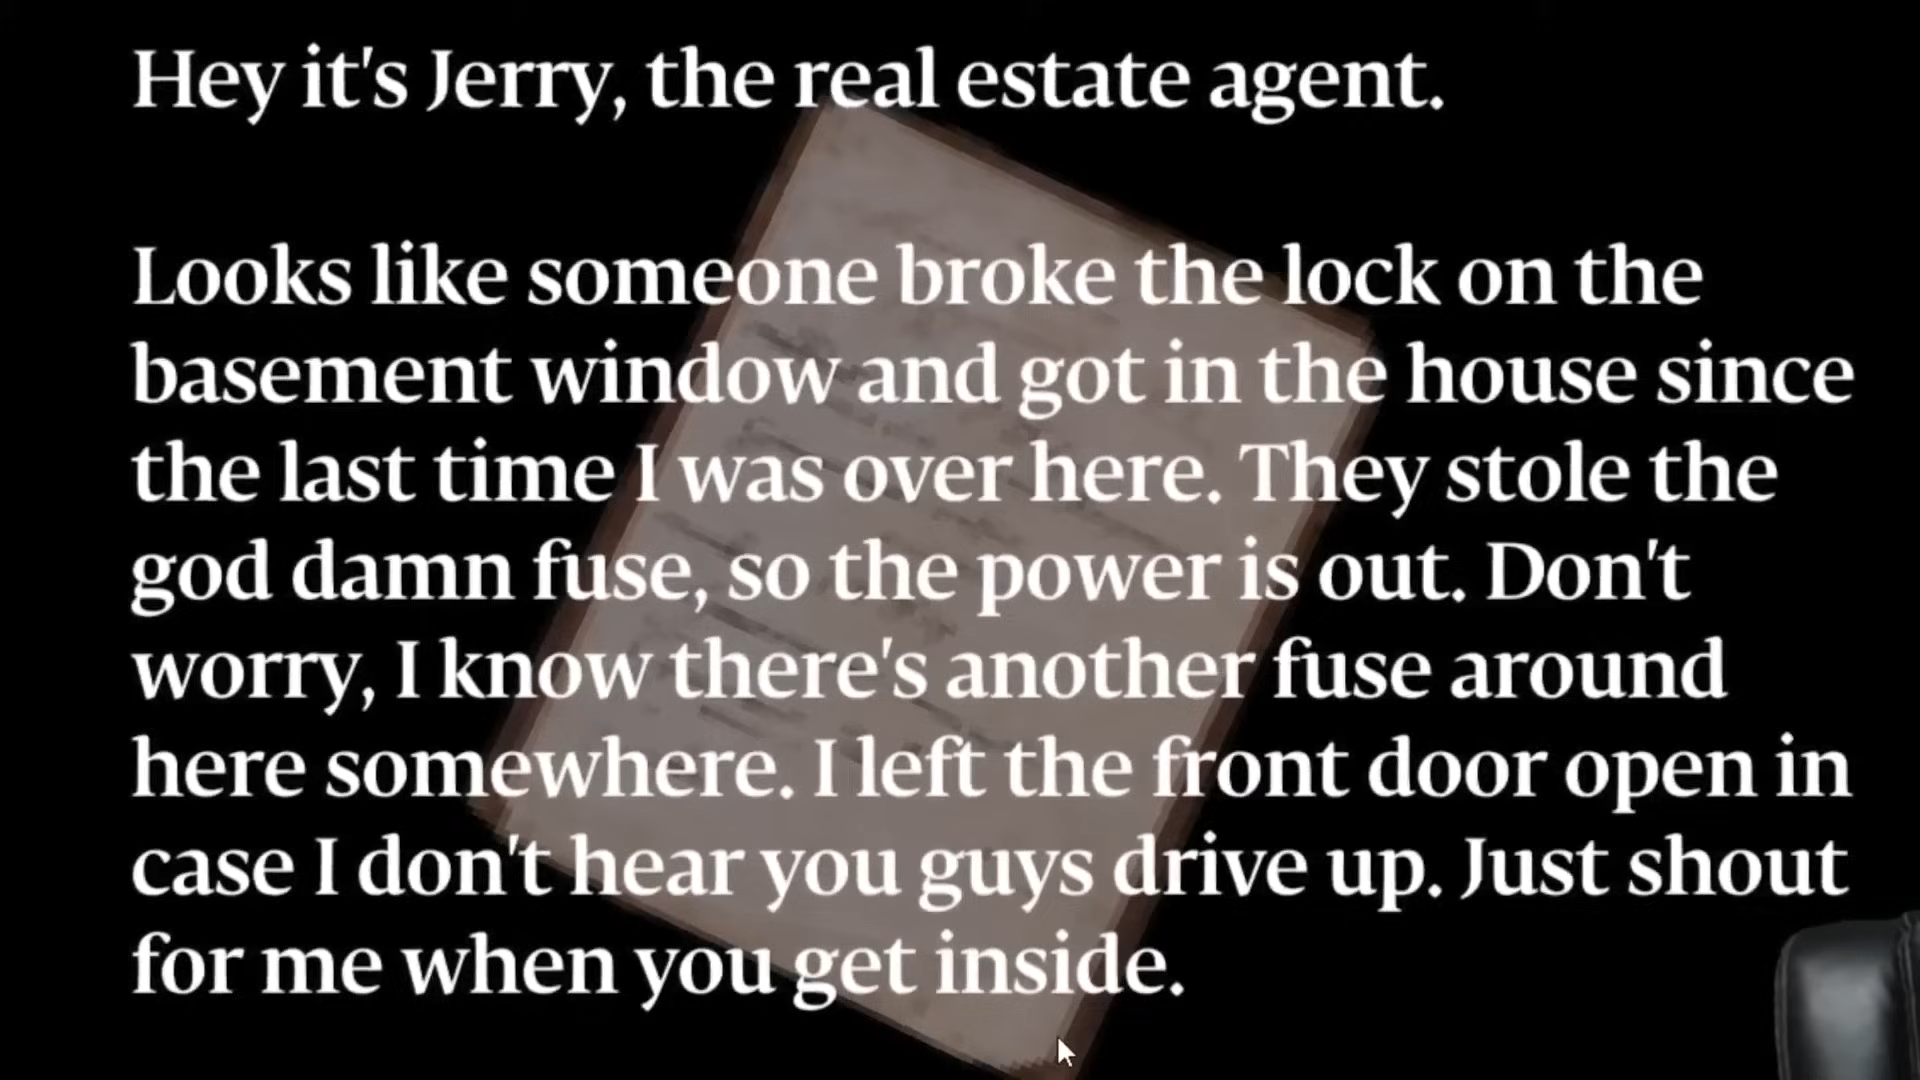 Hey it's Jerry, the real estate agent.
Looks like someone broke the lock on the
basement window and got in the house since
the last time I was over here. They stole the
god damn fuse, so the power is out. Don't
worry, I know there's another fuse around
here somewhere. I left the front door open in
case I don't hear you guys drive up. Just shout
for me when you get inside.